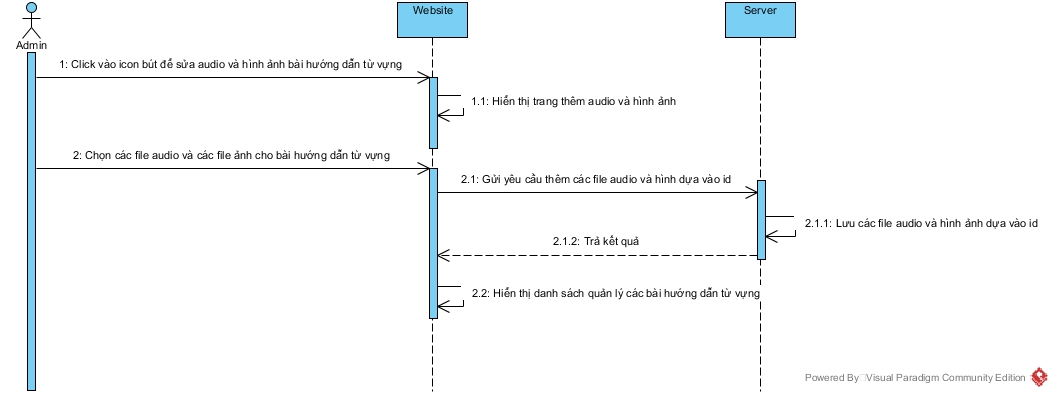 Website
Server
Admin
1: Click vào icon bút để sửa audio và hình ảnh bài hướng dẫn từ vựng
1.1: Hiển thị trang thêm audio và hình ảnh
2: Chọn các file audio và các file ảnh cho bài hướng dẫn từ vựng
2.1: Gửi yêu cầu thêm các file audio và hình dựa vào id
2.1.1: Lưu các file audio và hình ảnh dựa vào id
2.1.2: Trả kết quả
2.2: Hiển thị danh sách quản lý các bài hướng dẫn từ vựng
Powered By Visual Paradigm Community Edition